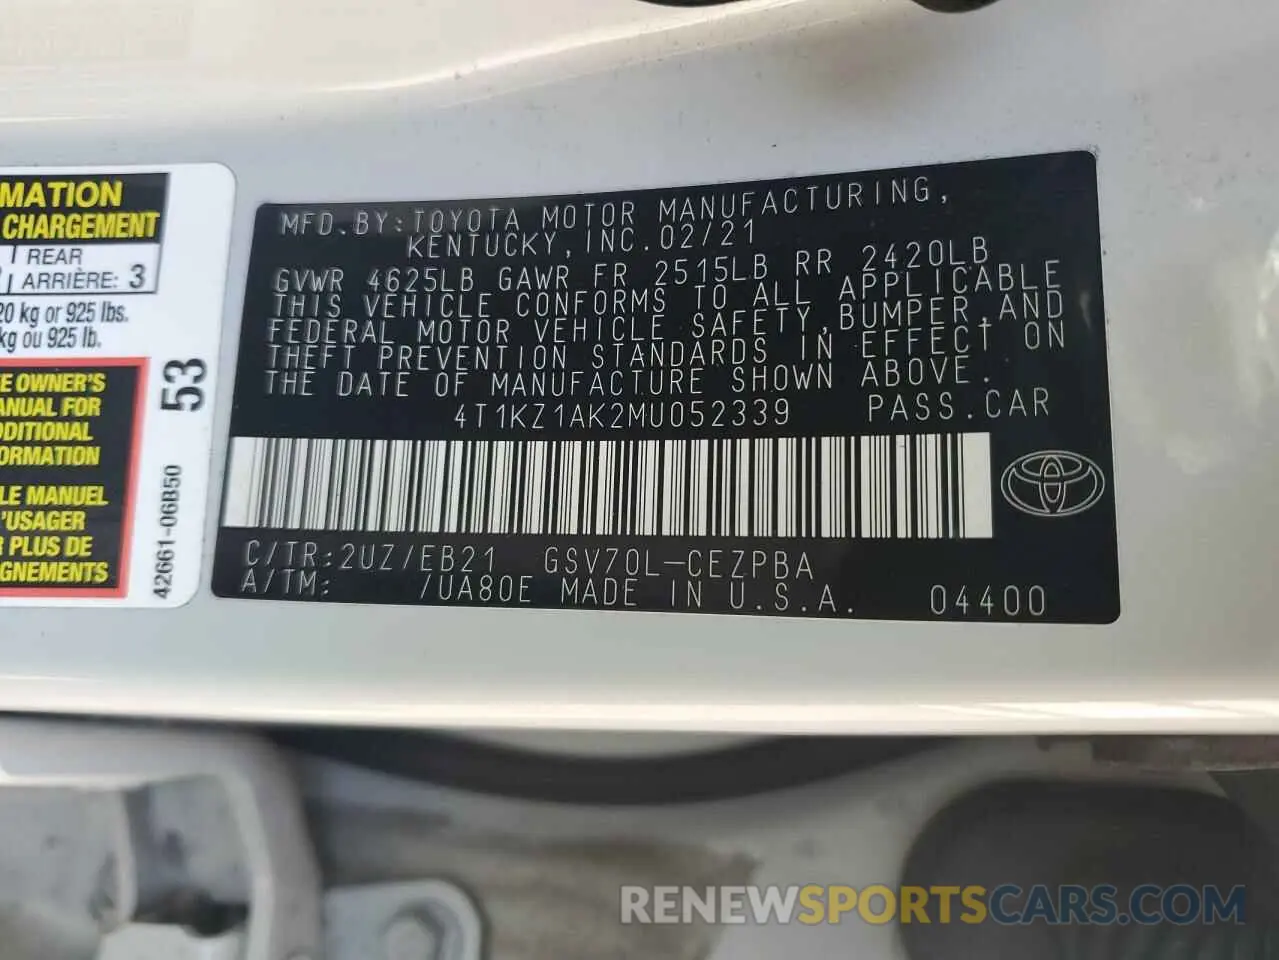 MATION
CHARGEMENT
REAR
ARRIÈRE: 3
20 kg or 925 lbs.
kg ou 925 lb.
E OWNER'S
ANUAL FOR
DDITIONAL
ORMATION
LE MANUEL
'USAGER
R PLUS DE
GNEMENTS
53
42661-06B50
MFD.BY:TOYOTA MOTOR MANUFACTURING,
KENTUCKY,INC.02/21
GVWR 4625LB GAWR FR 2515LB RR 2420LB
THIS VEHICLE CONFORMS TO ALL APPLICABLE
FEDERAL MOTOR VEHICLE SAFETY,BUMPER,AND
THEFT PREVENTION STANDARDS IN EFFECT ON
THE DATE OF MANUFACTURE SHOWN ABOVE.
4T1KZ1AK2MU052339 PASS.CAR
C/TR:2UZ/EB21 GSV70L-CEZPBA
A/TM: /UA80E MADE IN U.S.A. 04400
RENEWSPORTSCARS.COM